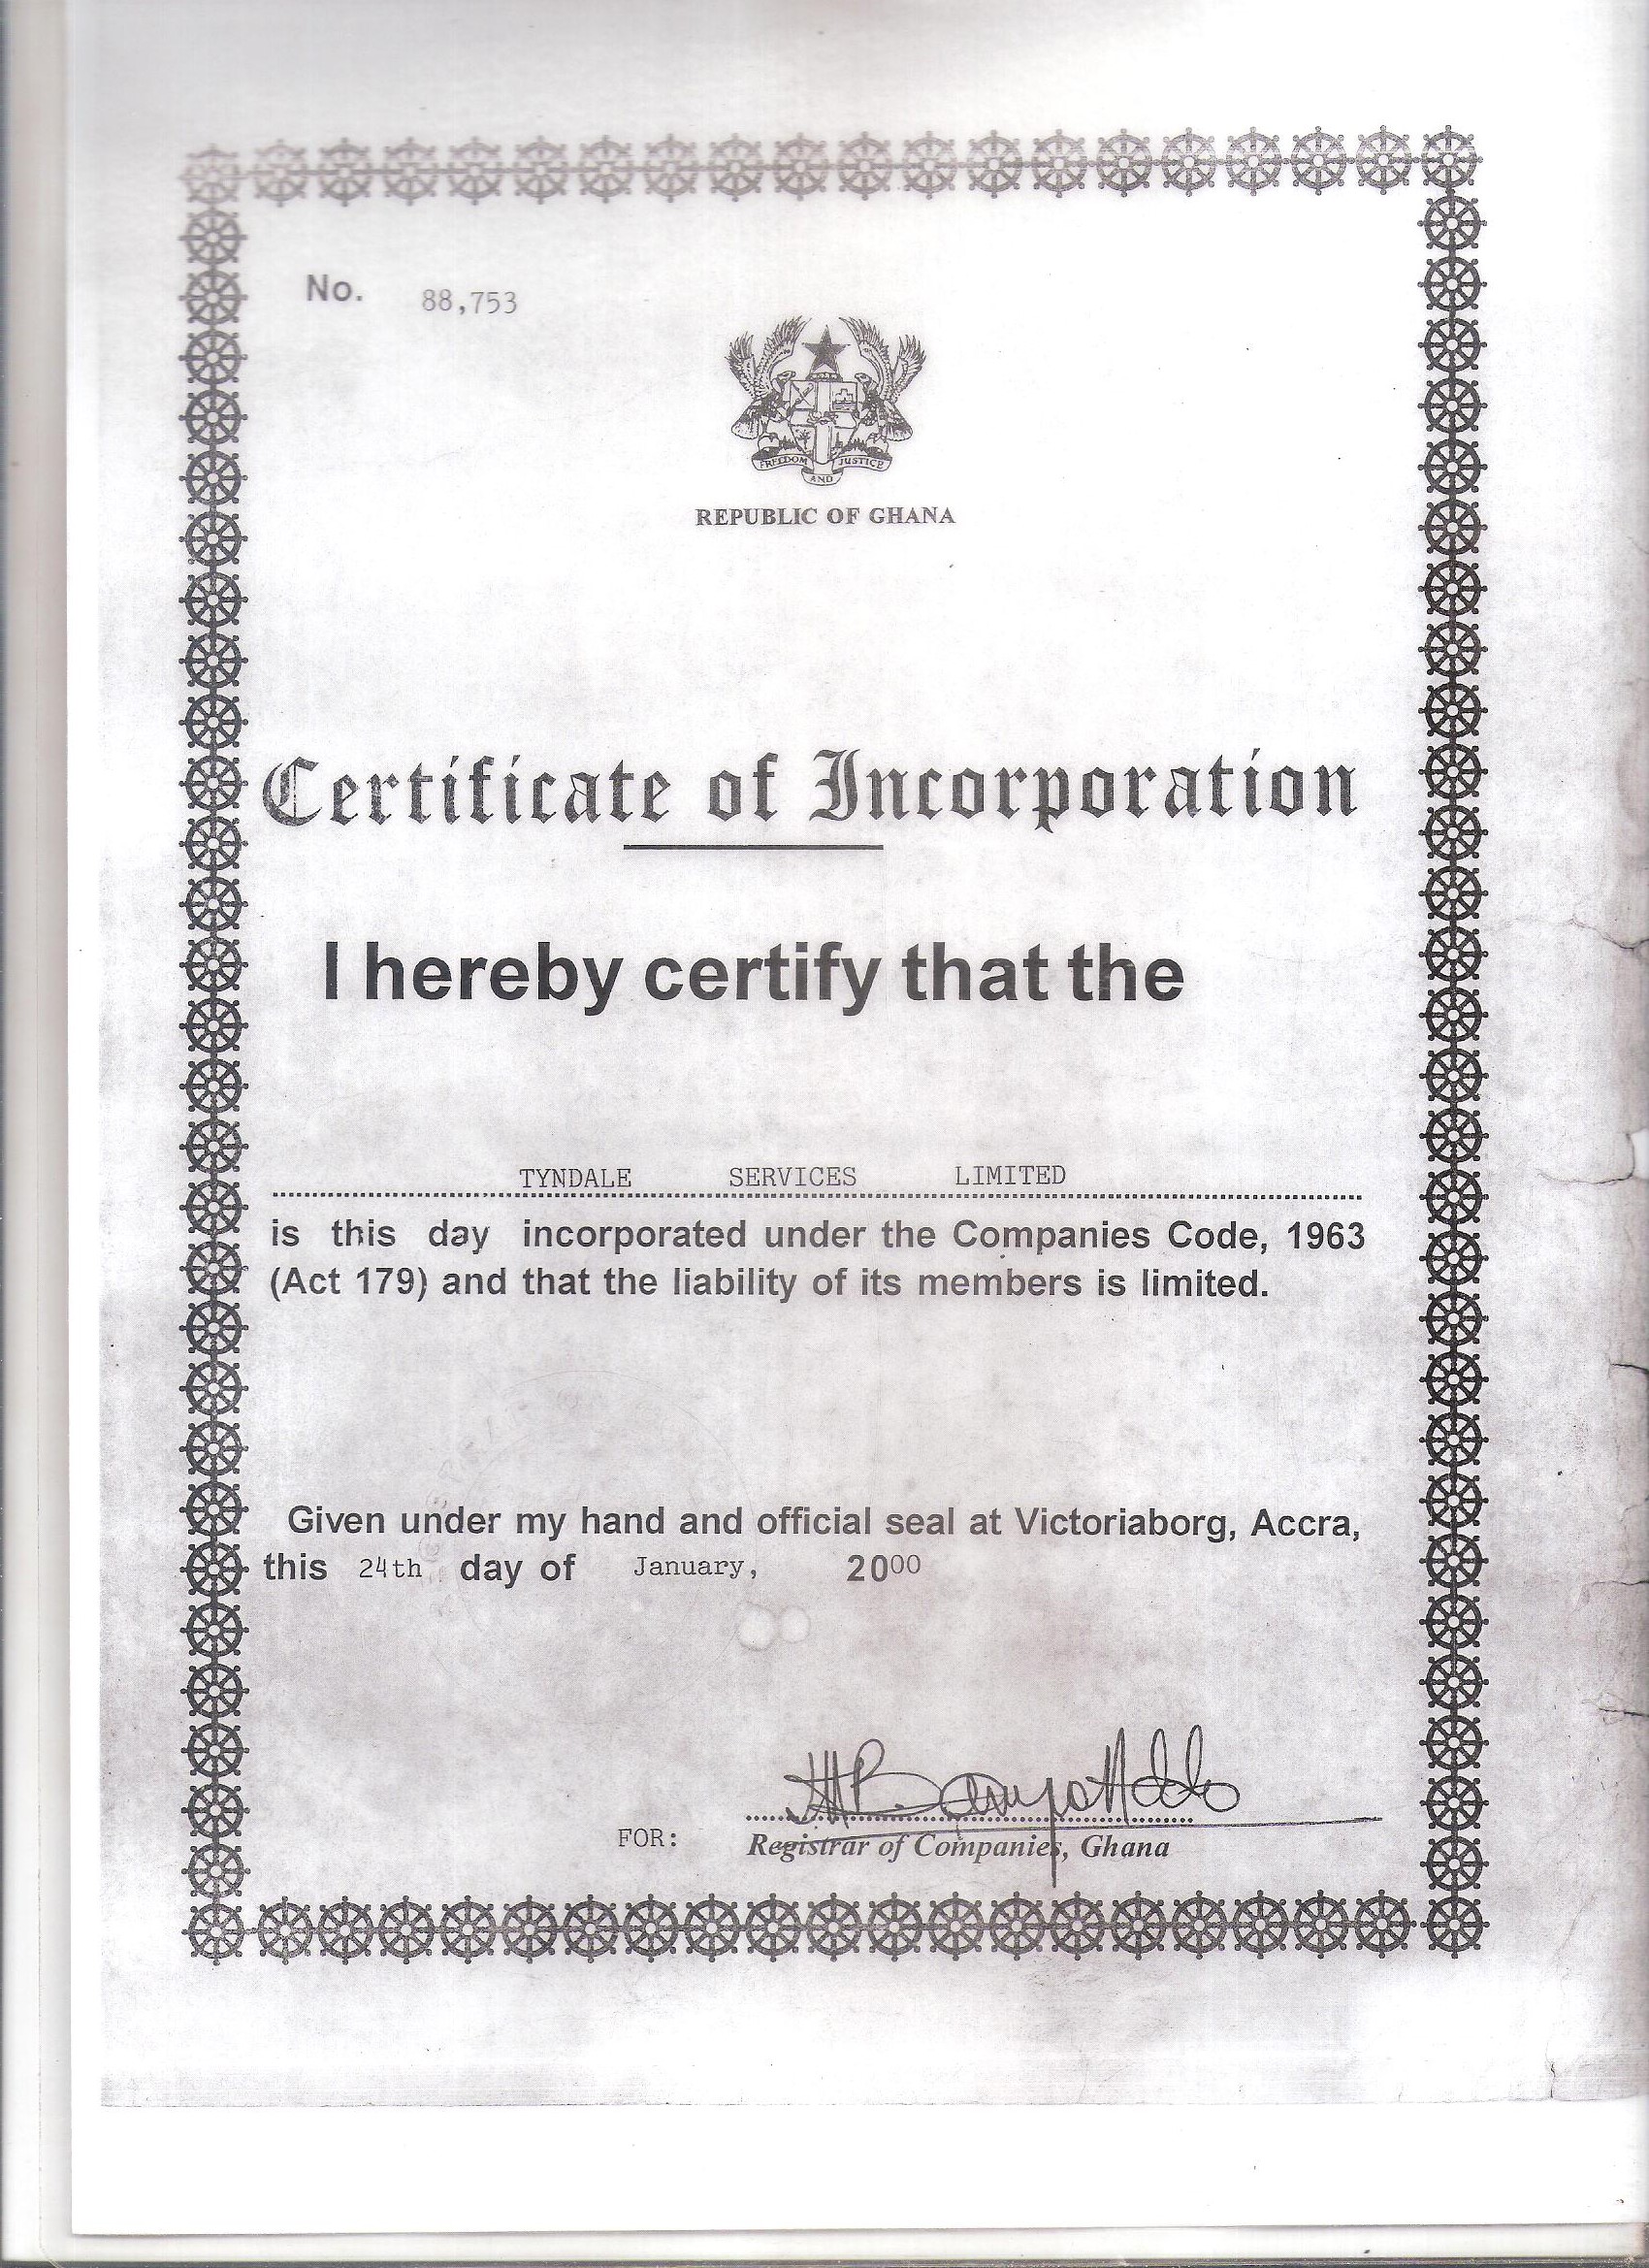 No. 88,753
FREEDOM AND JUSTICE
REPUBLIC OF GHANA
Certificate of Incorporation
I hereby certify that the
TYNDALE SERVICES LIMITED
is this day incorporated under the Companies Code, 1963
(Act 179) and that the liability of its members is limited.
Given under my hand and official seal at Victoriaborg, Accra,
this 24th day of January, 2000
FOR: Registrar of Companies, Ghana